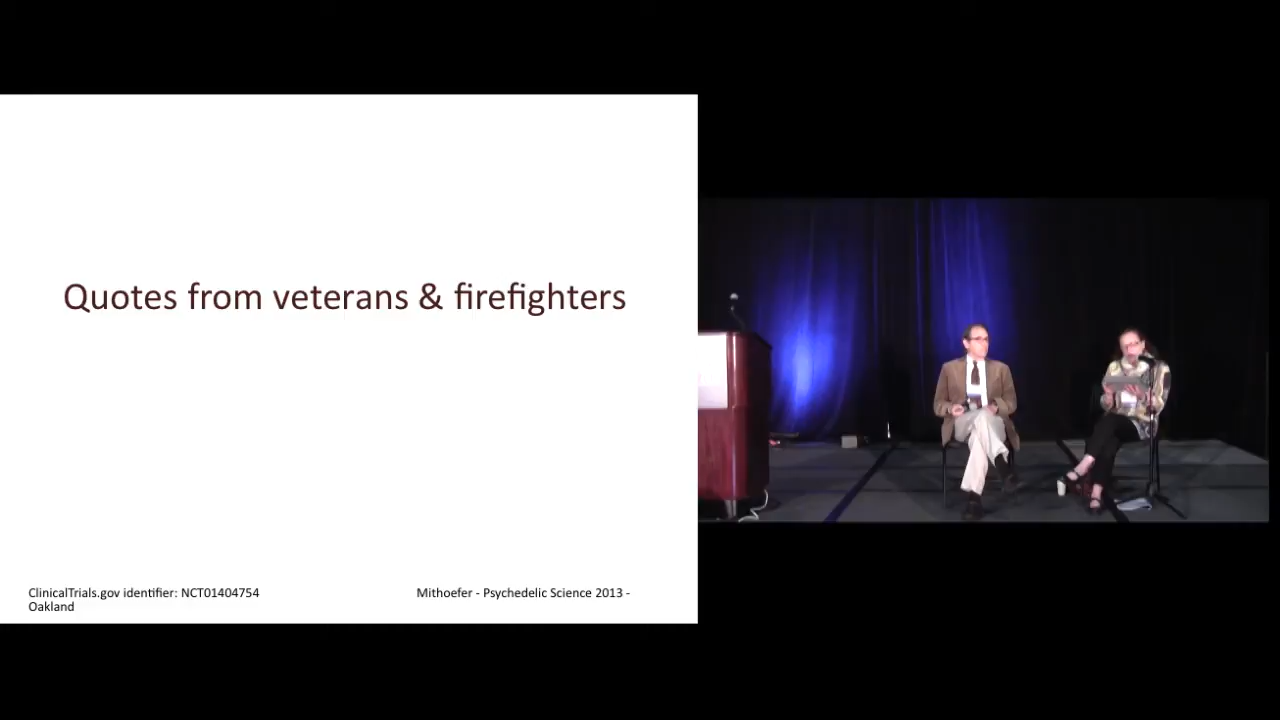 Quotes from veterans & firefighters
ClinicalTrials.gov identifier: NCT01404754
Mithoefer - Psychedelic Science 2013 -
Oakland